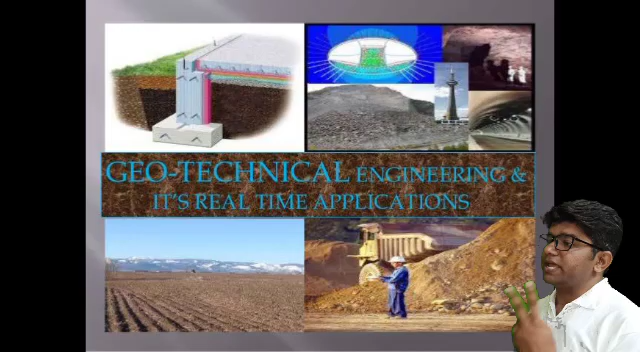 GEO-TECHNICAL ENGINEERING &
IT'S REAL TIME APPLICATIONS